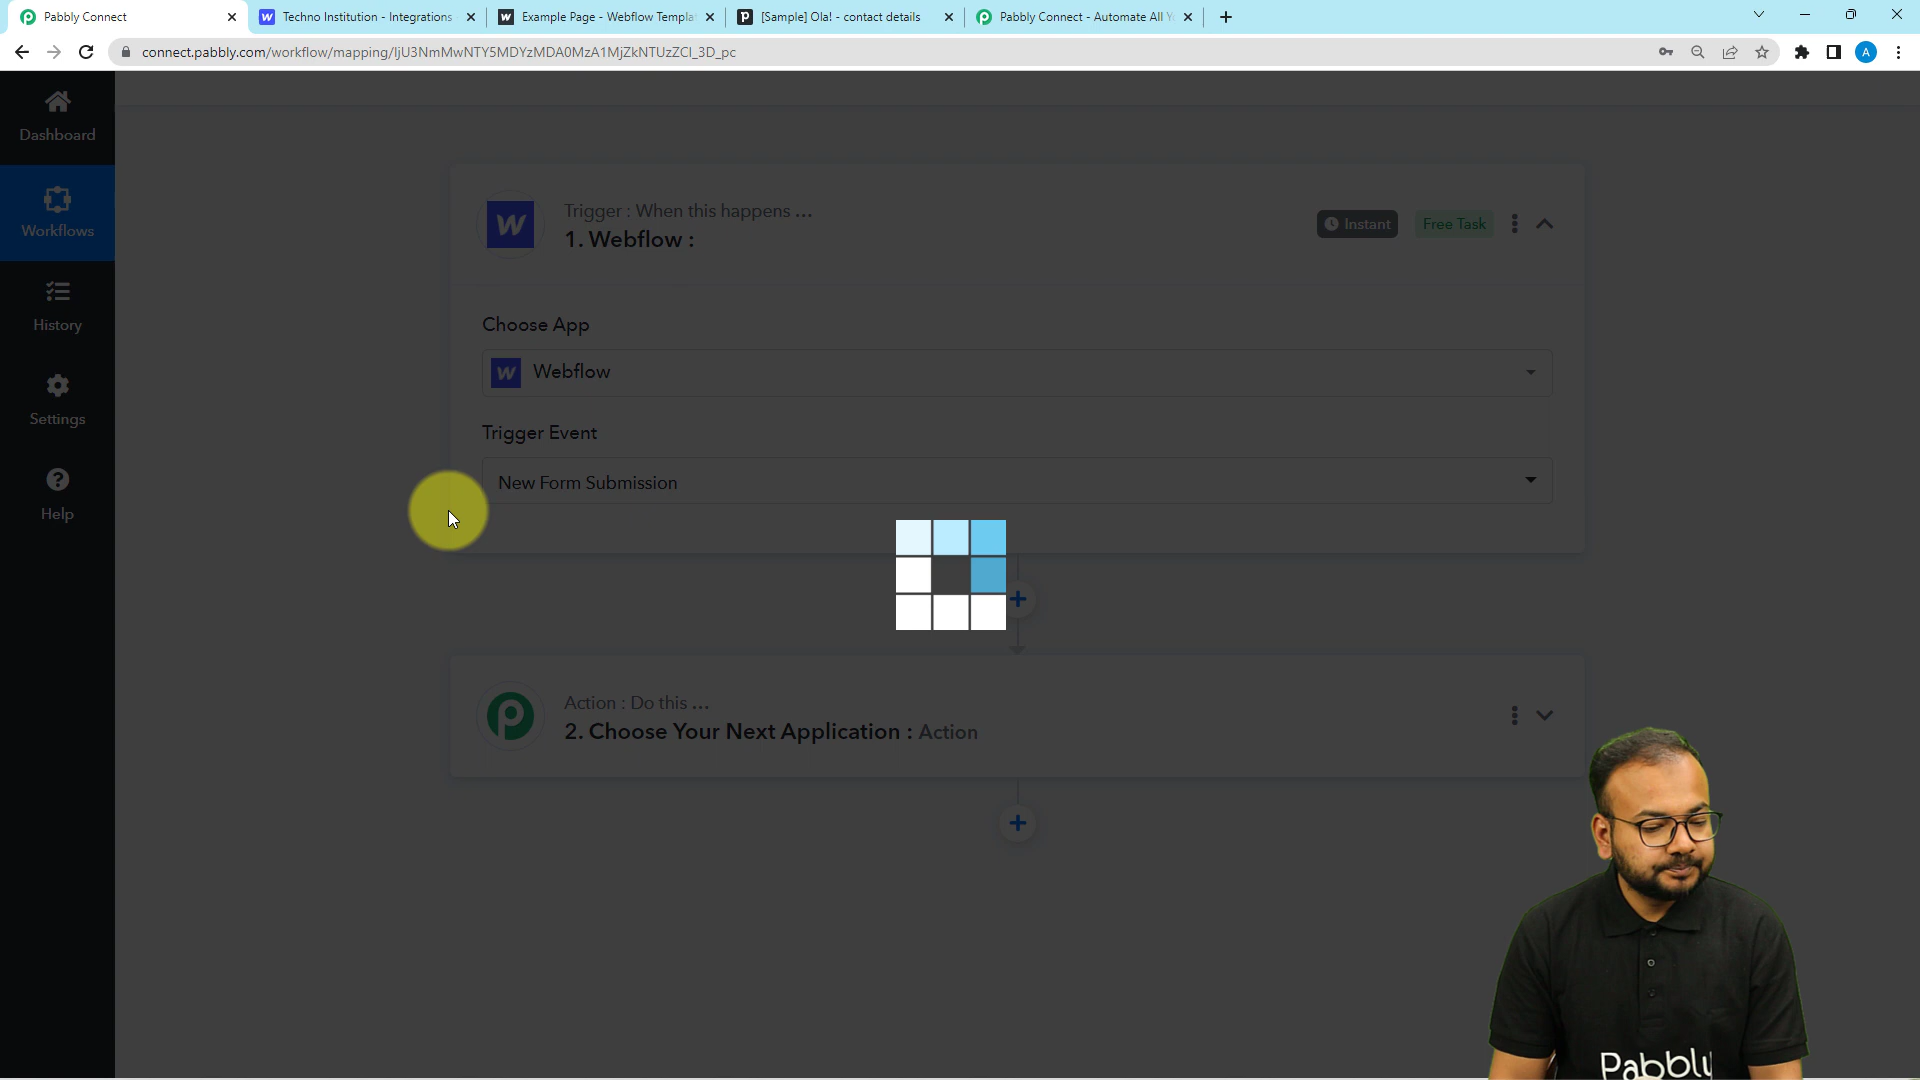 Pabbly Connect
Techno Institution - Integrations
Example Page - Webflow Templa
[Sample] Ola! - contact details
Pabbly Connect - Automate All Y
connect.pabbly.com/workflow/mapping/IjU3NmMwNTY5MDYzMDA0MzA1MjZkNTUzZCI_3D_pc
A
Dashboard
Workflows
History
Settings
Help
Trigger : When this happens ...
1. Webflow :
Instant
Free Task
Choose App
Webflow
Trigger Event
New Form Submission
Action : Do this ...
2. Choose Your Next Application : Action
Pabbly